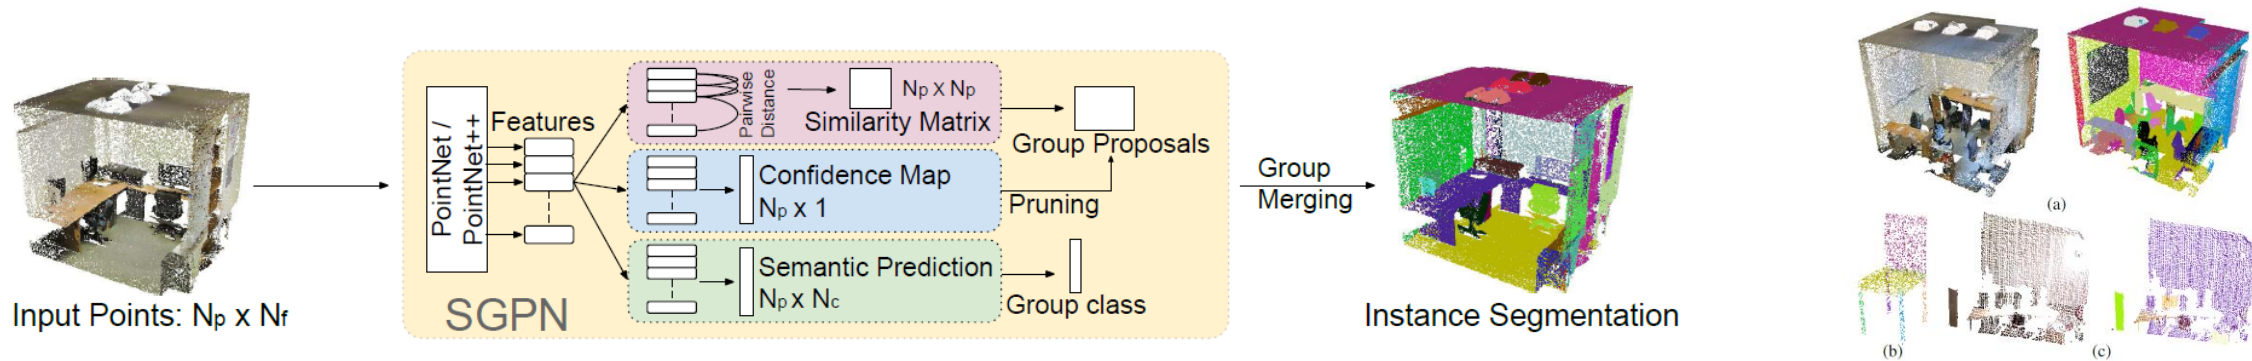 Input Points: Np x Nf
PointNet /
PointNet++
Features
SGPN
Pairwise
Distance
Np x Np
Similarity Matrix
Confidence Map
Np x 1
Semantic Prediction
Np x Nc
Group Proposals
Pruning
Group class
Group
Merging
Instance Segmentation
(a)
(b)
(c)